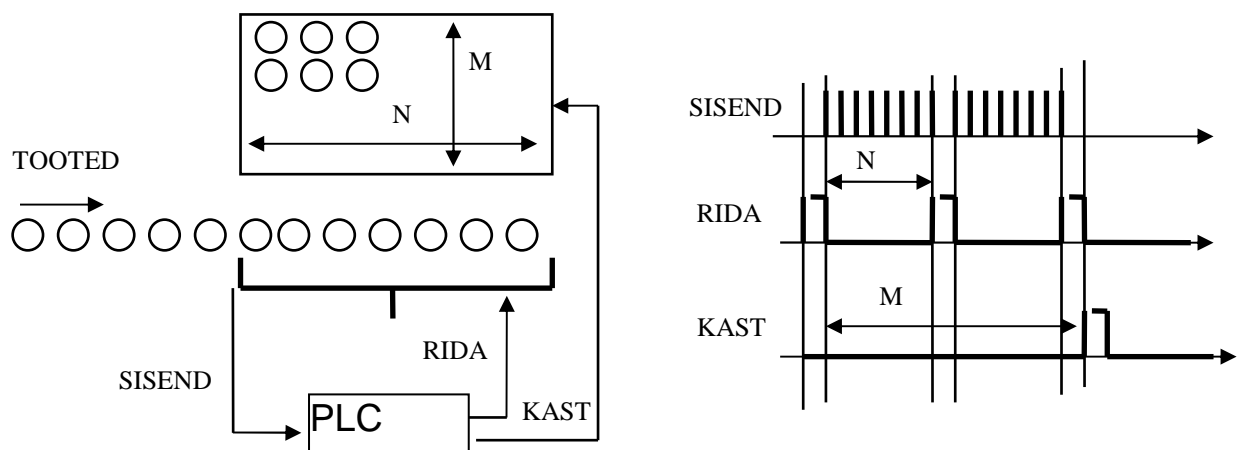 M
N
TOOTED
RIDA
SISEND
PLC
KAST
SISEND
N
RIDA
M
KAST